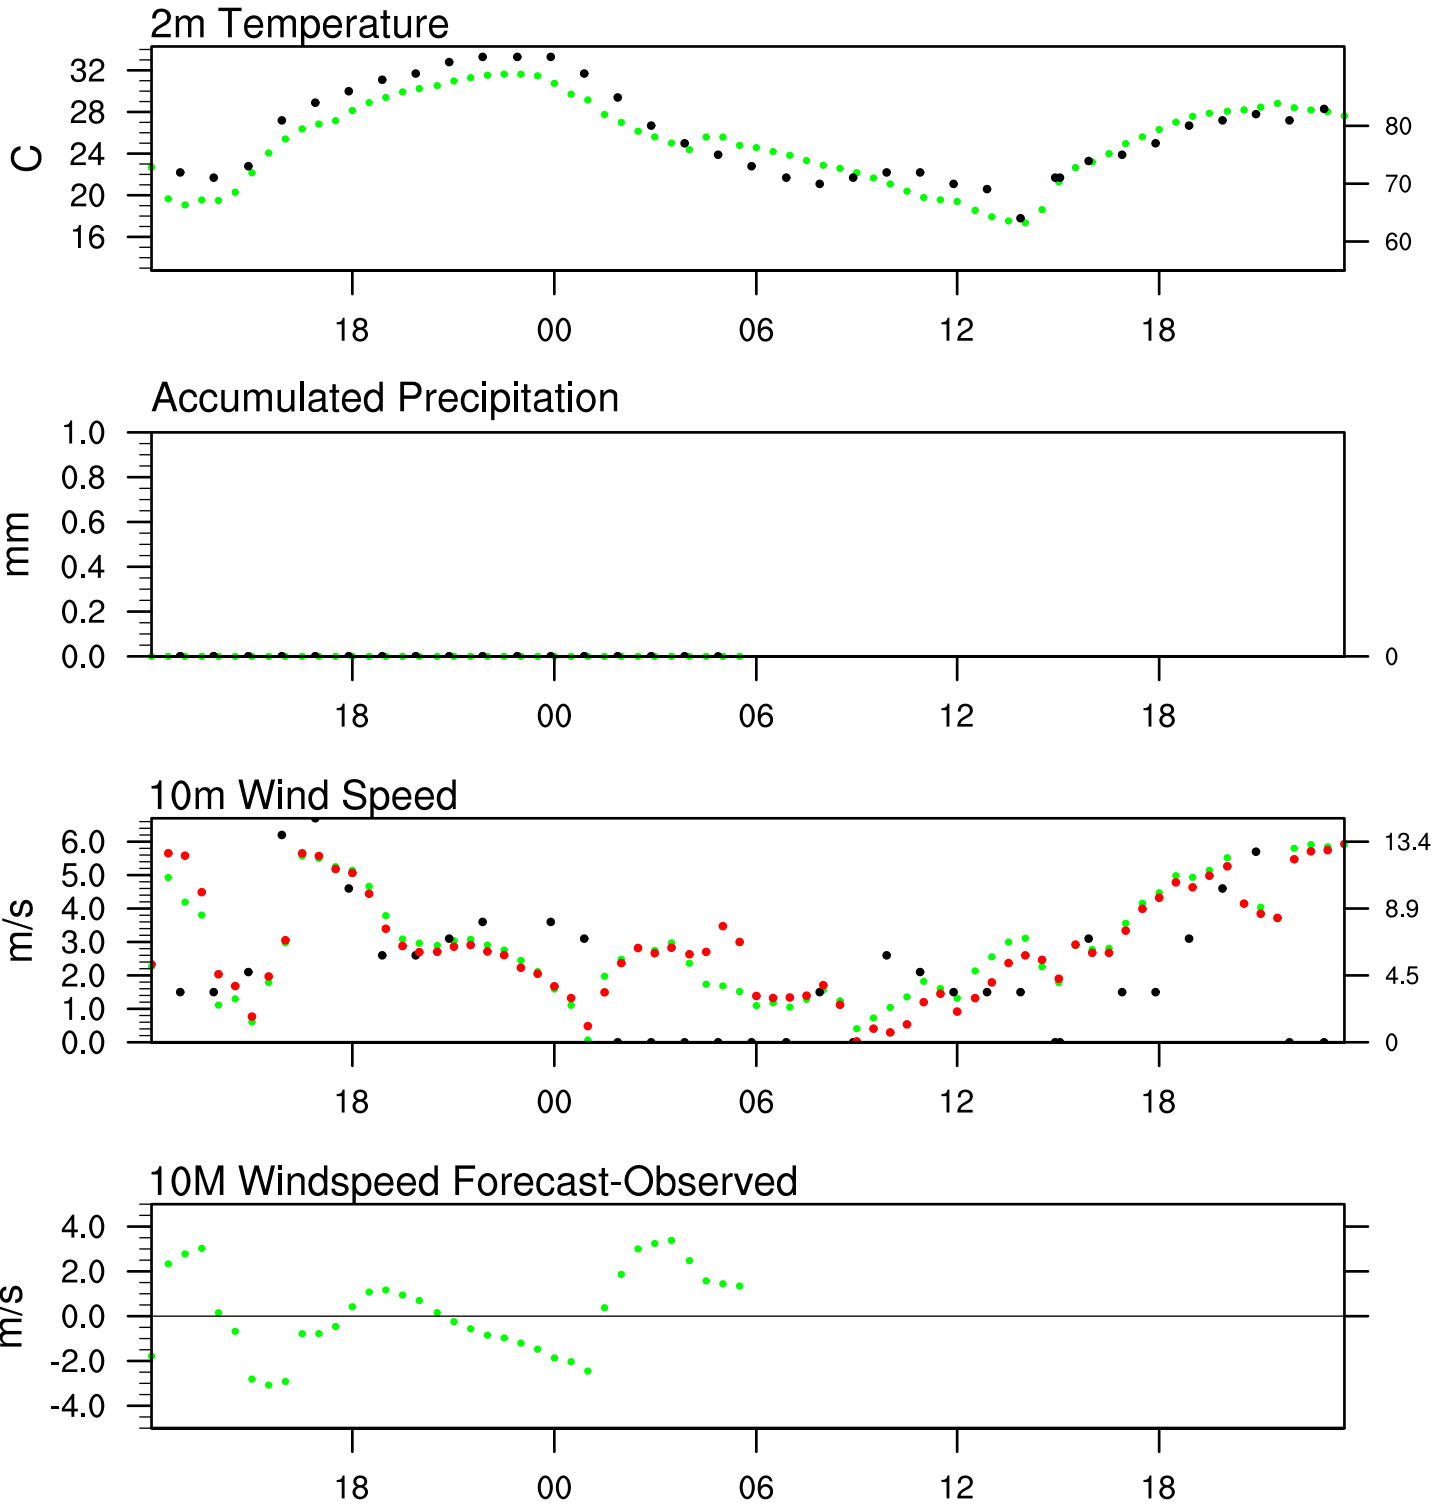 2m Temperature
32
28
24
20
16
C
80
70
60
18 00 06 12 18
Accumulated Precipitation
1.0
0.8
0.6
0.4
0.2
0.0
mm
0
18 00 06 12 18
10m Wind Speed
6.0
5.0
4.0
3.0
2.0
1.0
0.0
m/s
13.4
8.9
4.5
0
18 00 06 12 18
10M Windspeed Forecast-Observed
4.0
2.0
0.0
-2.0
-4.0
m/s
18 00 06 12 18